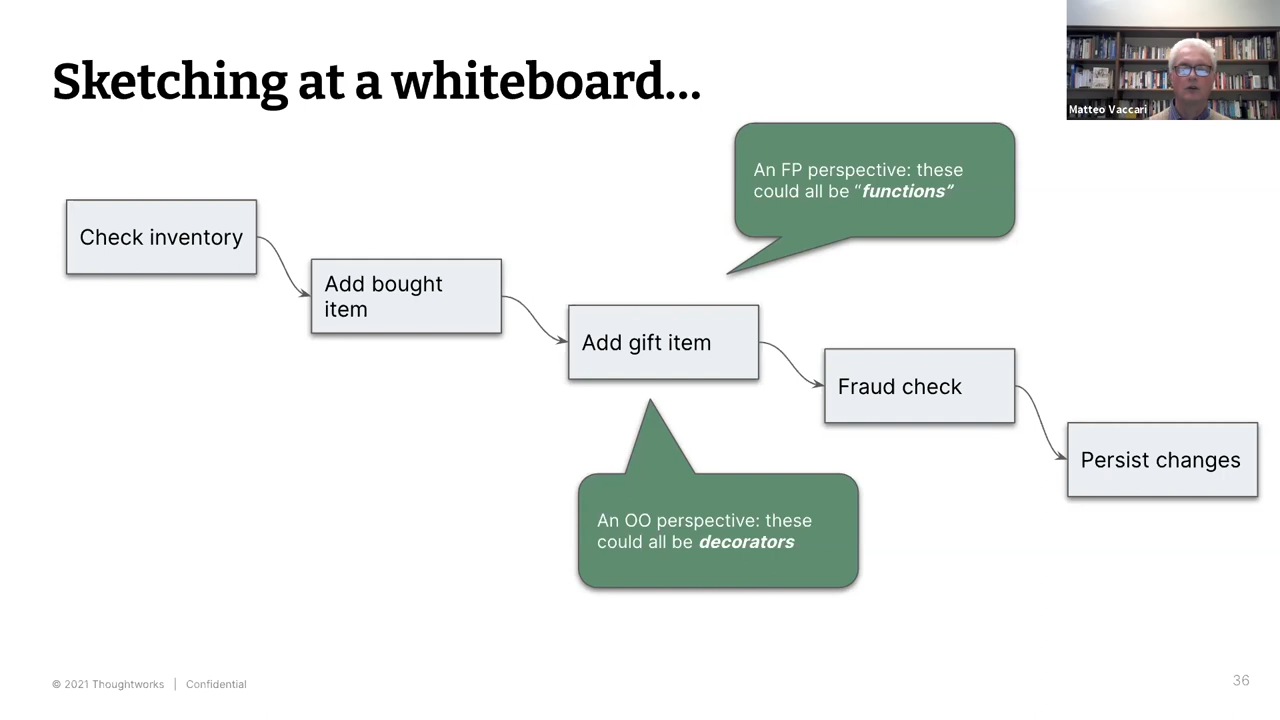 Sketching at a whiteboard...
Matteo Vaccari
An FP perspective: these
could all be “functions”
Check inventory
Add bought
item
Add gift item
Fraud check
Persist changes
An OO perspective: these
could all be decorators
© 2021 Thoughtworks | Confidential
36